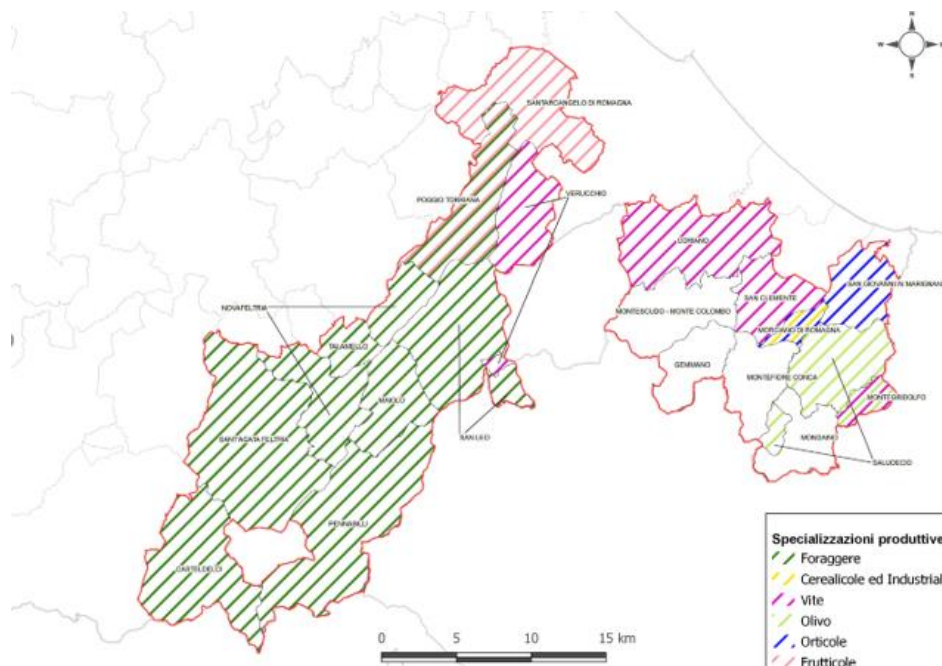 N
W
S
SANTARCANGELO DI ROMAGNA
POGGIO TORRIANA
VERUCCHIO
CORIANO
SAN GIOVANNI IN MARIGNANO
SAN CLEMENTE
NOVAFELTRIA
MONTESCUDO - MONTE COLOMBO
MORCIANO DI ROMAGNA
TALAMELLO
GEMMANO
MONTEFIORE CONCA
MAIOLO
MONTEGRIDOLFO
SANT'AGATA FELTRIA
SAN LEO
MONDAINO
SALUDECIO
PENNABILLI
CASTELDELCI
Specializzazioni produttive
Foraggere
Cerealicole ed Industrial
Vite
Olivo
Orticole
Frutticole
0 5 10 15 km